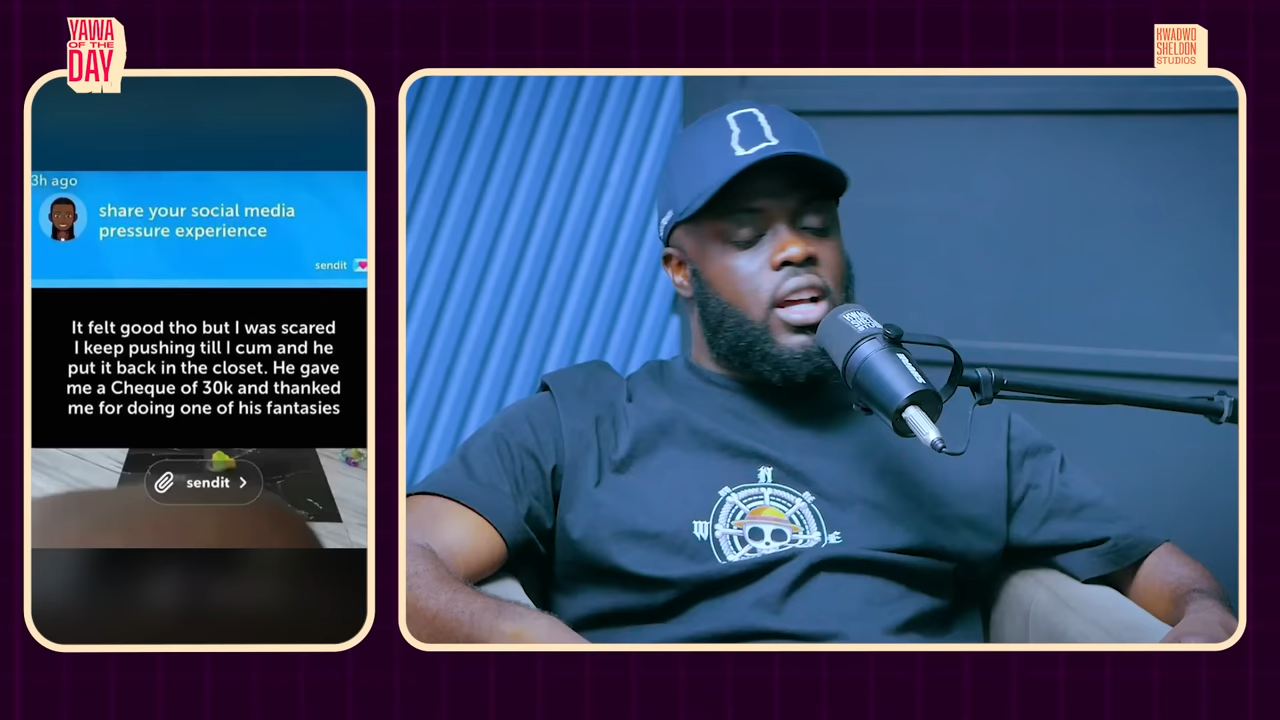 YAWA
OF THE
DAY
KWADWO
SHELDON
STUDIOS
3h ago
share your social media
pressure experience
sendit
It felt good tho but I was scared
I keep pushing till I cum and he
put it back in the closet. He gave
me a Cheque of 30k and thanked
me for doing one of his fantasies
sendit
N
W
E